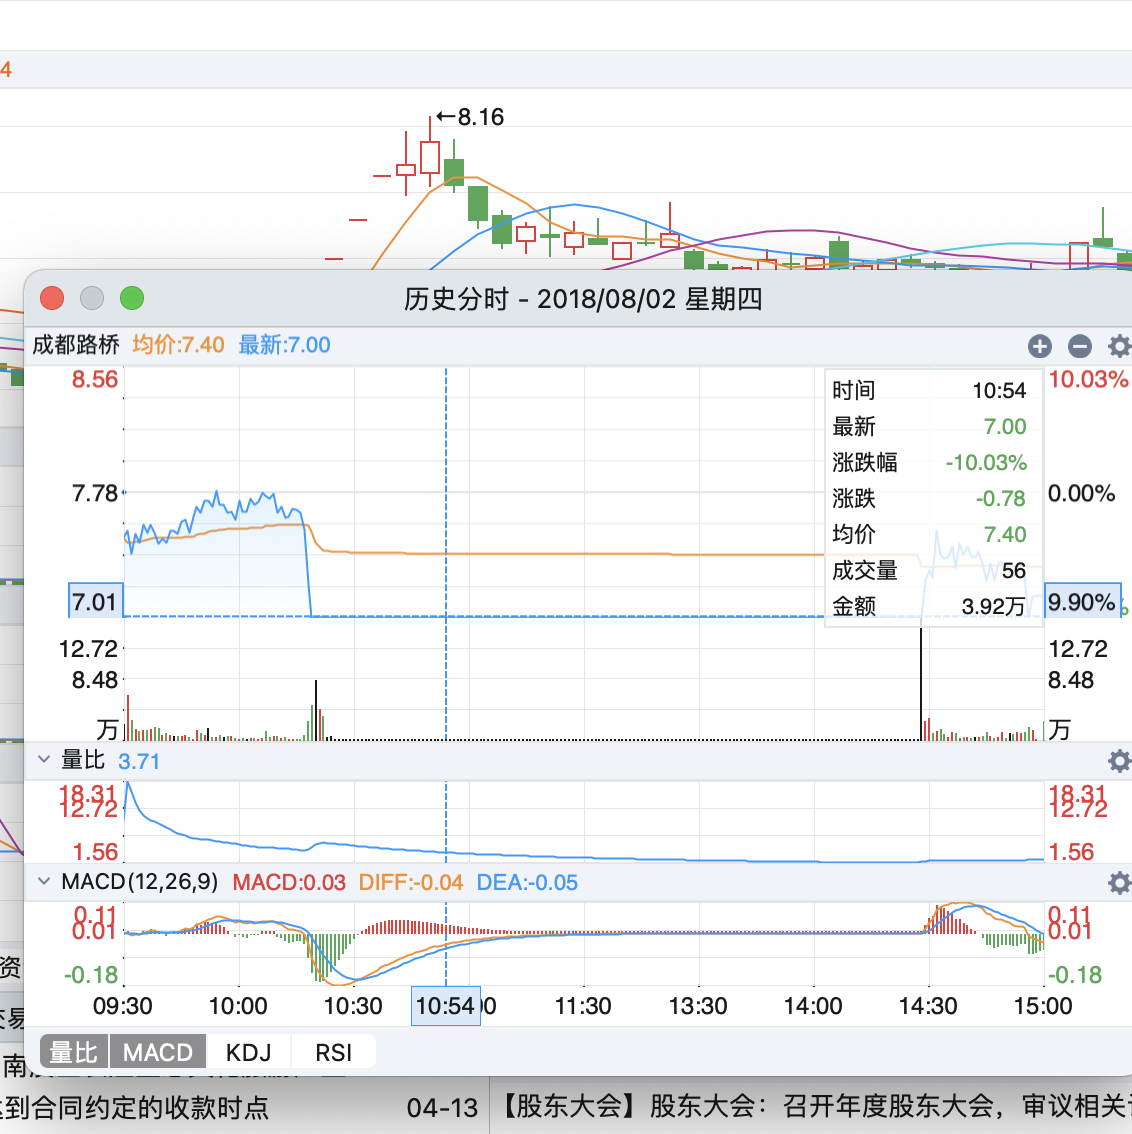 4
←8.16
历史分时 - 2018/08/02 星期四
成都路桥 均价:7.40 最新:7.00
8.56
10.03%
时间 10:54
最新 7.00
涨跌幅 -10.03%
涨跌 -0.78
均价 7.40
成交量 56
金额 3.92万
7.78
0.00%
7.01
9.90%
12.72
12.72
8.48
8.48
万
万
量比 3.71
18.31
18.31
12.72
12.72
1.56
1.56
MACD(12,26,9) MACD:0.03 DIFF:-0.04 DEA:-0.05
0.11
0.11
0.01
0.01
-0.18
-0.18
09:30 10:00 10:30 10:54 11:30 13:30 14:00 14:30 15:00
量比 MACD KDJ RSI
资
达到合同约定的收款时点 04-13 【股东大会】股东大会：召开年度股东大会，审议相关